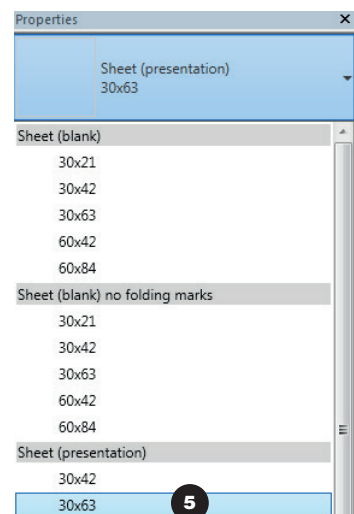 Properties
Sheet (presentation)
30x63
Sheet (blank)
30x21
30x42
30x63
60x42
60x84
Sheet (blank) no folding marks
30x21
30x42
30x63
60x42
60x84
Sheet (presentation)
30x42
30x63 5